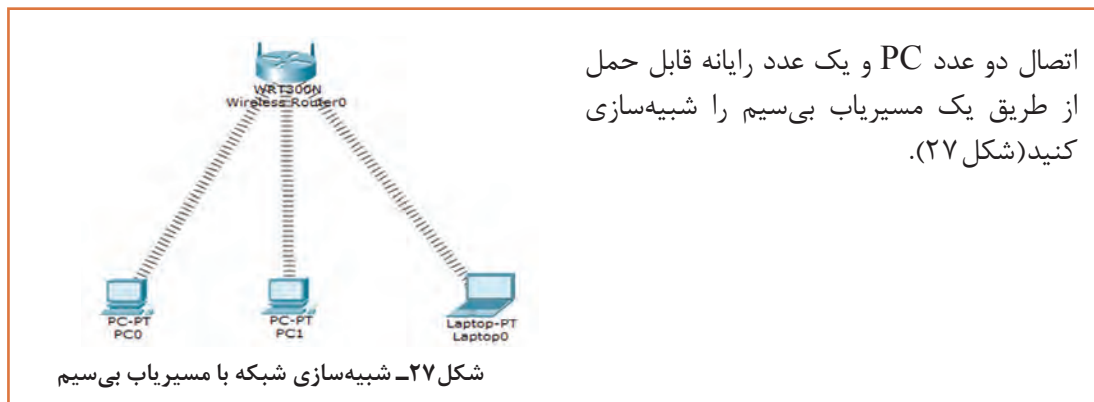 اتصال دو عدد PC و یک عدد رایانه قابل حمل
از طریق یک مسیریاب بی‌سیم را شبیه‌سازی
کنید(شکل ۲۷).
WRT300N
Wireless Router0
PC-PT
PC0
PC-PT
PC1
Laptop-PT
Laptop0
شکل ۲۷ــ شبیه‌سازی شبکه با مسیریاب بی‌سیم